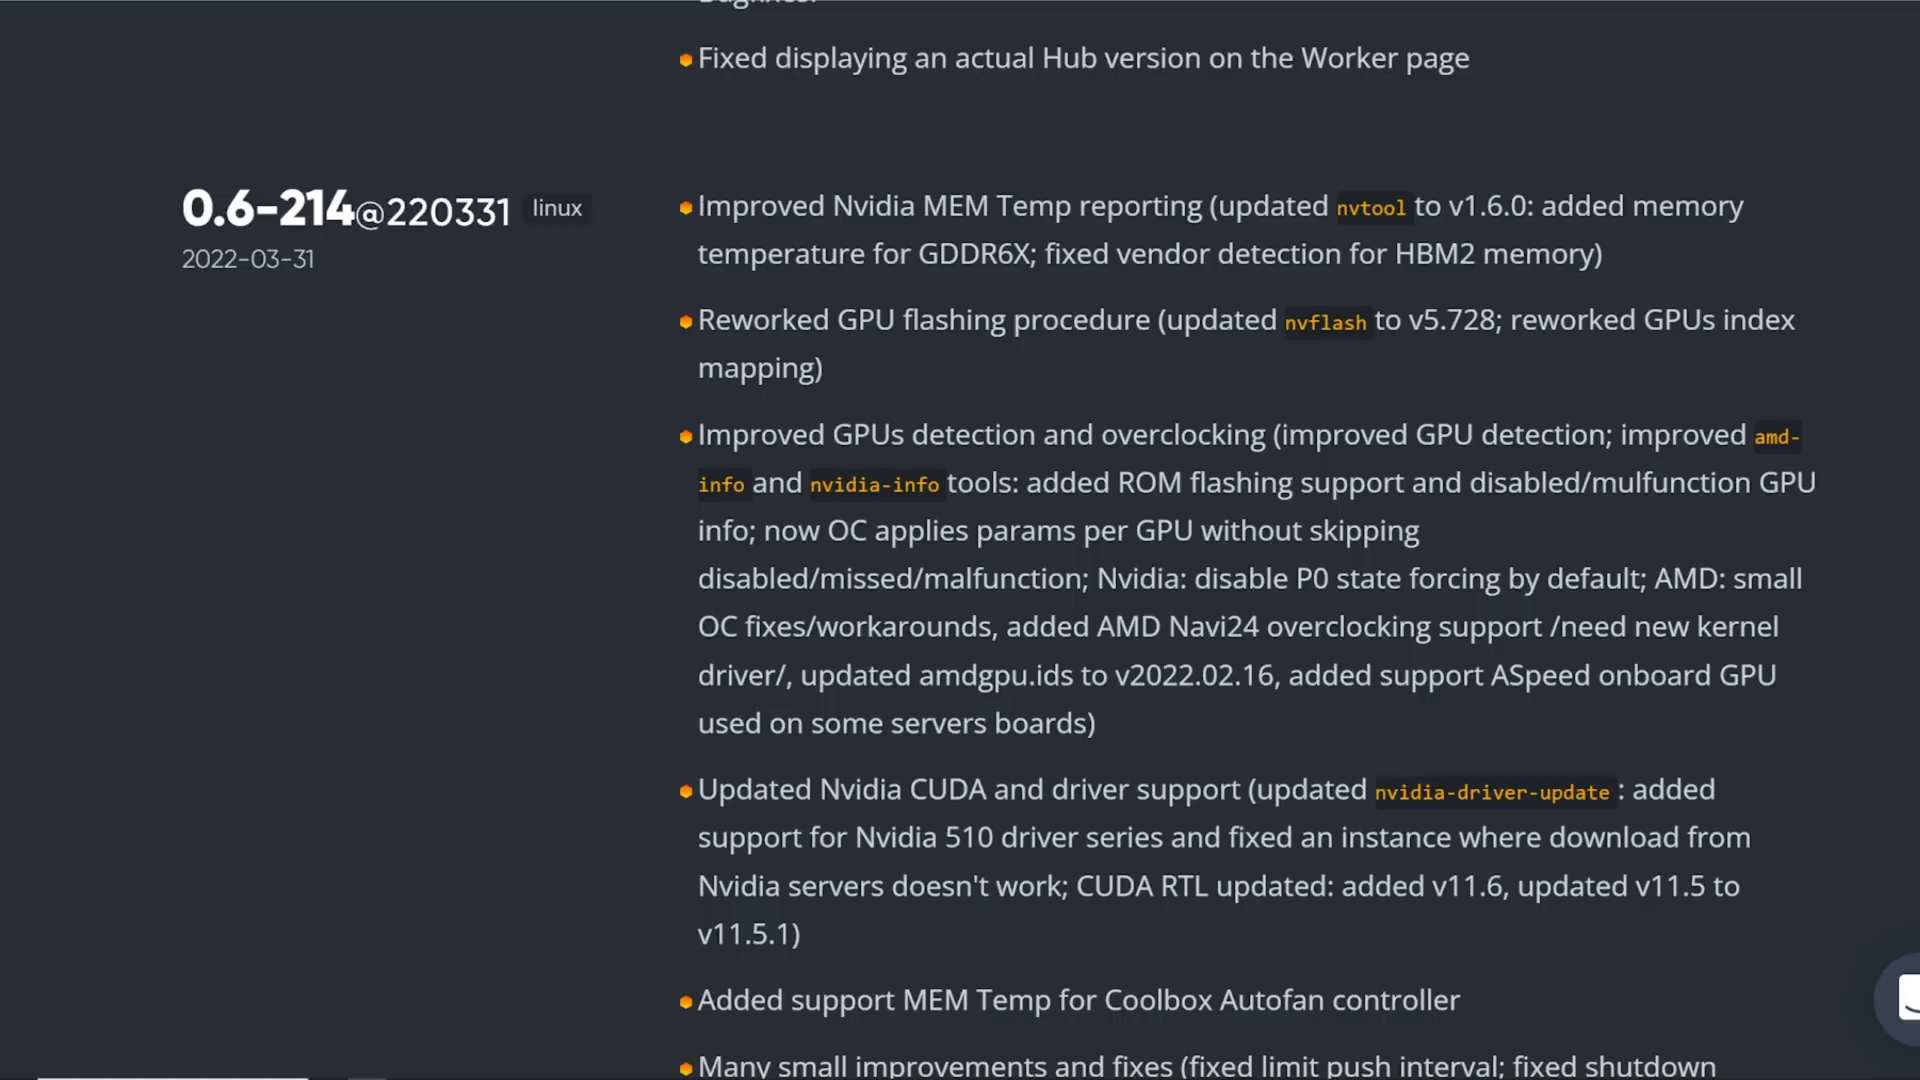 Bugfixes:
Fixed displaying an actual Hub version on the Worker page
0.6-214@220331 linux
2022-03-31
Improved Nvidia MEM Temp reporting (updated nvtool to v1.6.0: added memory
temperature for GDDR6X; fixed vendor detection for HBM2 memory)
Reworked GPU flashing procedure (updated nvflash to v5.728; reworked GPUs index
mapping)
Improved GPUs detection and overclocking (improved GPU detection; improved amd-
info and nvidia-info tools: added ROM flashing support and disabled/mulfunction GPU
info; now OC applies params per GPU without skipping
disabled/missed/malfunction; Nvidia: disable P0 state forcing by default; AMD: small
OC fixes/workarounds, added AMD Navi24 overclocking support /need new kernel
driver/, updated amdgpu.ids to v2022.02.16, added support ASpeed onboard GPU
used on some servers boards)
Updated Nvidia CUDA and driver support (updated nvidia-driver-update : added
support for Nvidia 510 driver series and fixed an instance where download from
Nvidia servers doesn't work; CUDA RTL updated: added v11.6, updated v11.5 to
v11.5.1)
Added support MEM Temp for Coolbox Autofan controller
Many small improvements and fixes (fixed limit push interval; fixed shutdown